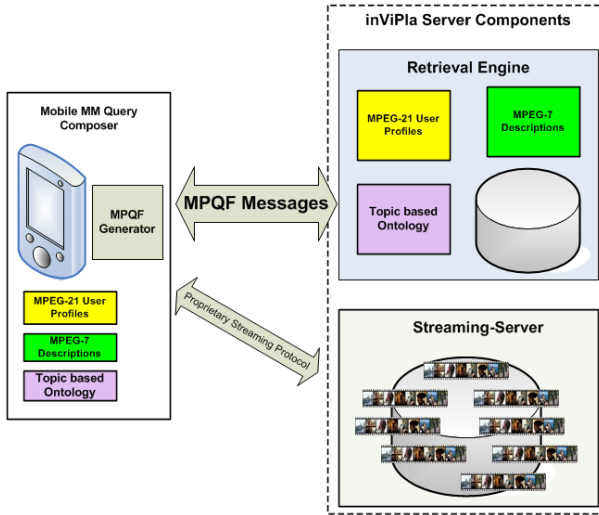 inViPla Server Components
Retrieval Engine
MPEG-21 User
Profiles
MPEG-7
Descriptions
Topic based
Ontology
Mobile MM Query
Composer
MPQF
Generator
MPEG-21 User
Profiles
MPEG-7
Descriptions
Topic based
Ontology
MPQF Messages
Proprietary Streaming Protocol
Streaming-Server